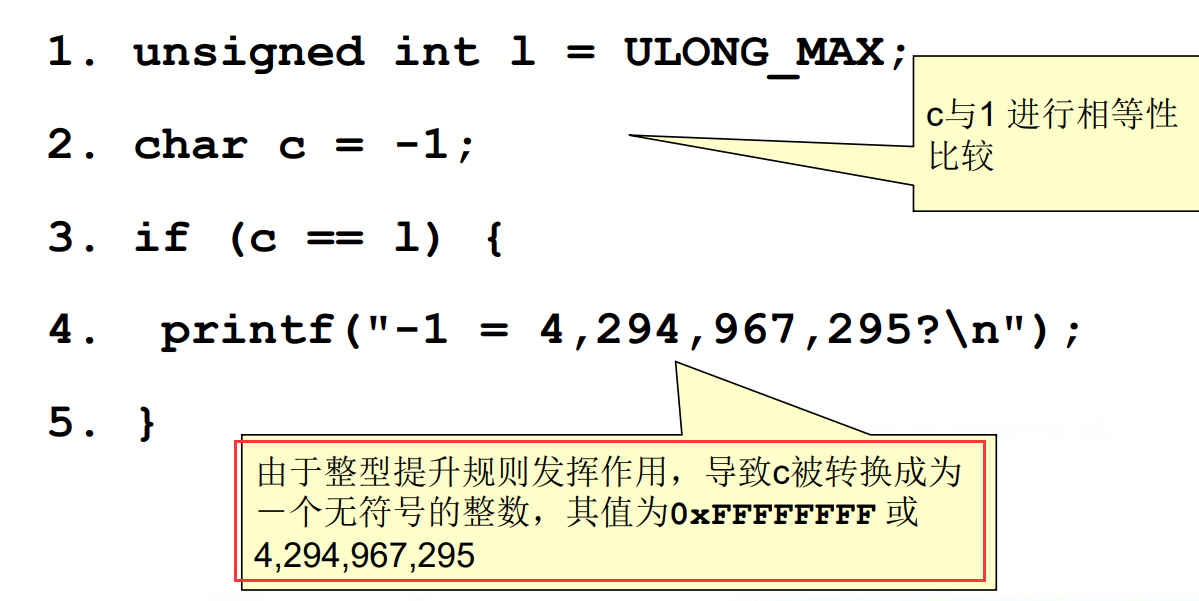 1. unsigned int l = ULONG_MAX;
c与1 进行相等性
比较
2. char c = -1;
3. if (c == l) {
4. printf("-1 = 4,294,967,295?\n");
5. }
由于整型提升规则发挥作用，导致c被转换成为
一个无符号的整数，其值为0xFFFFFFFF 或
4,294,967,295